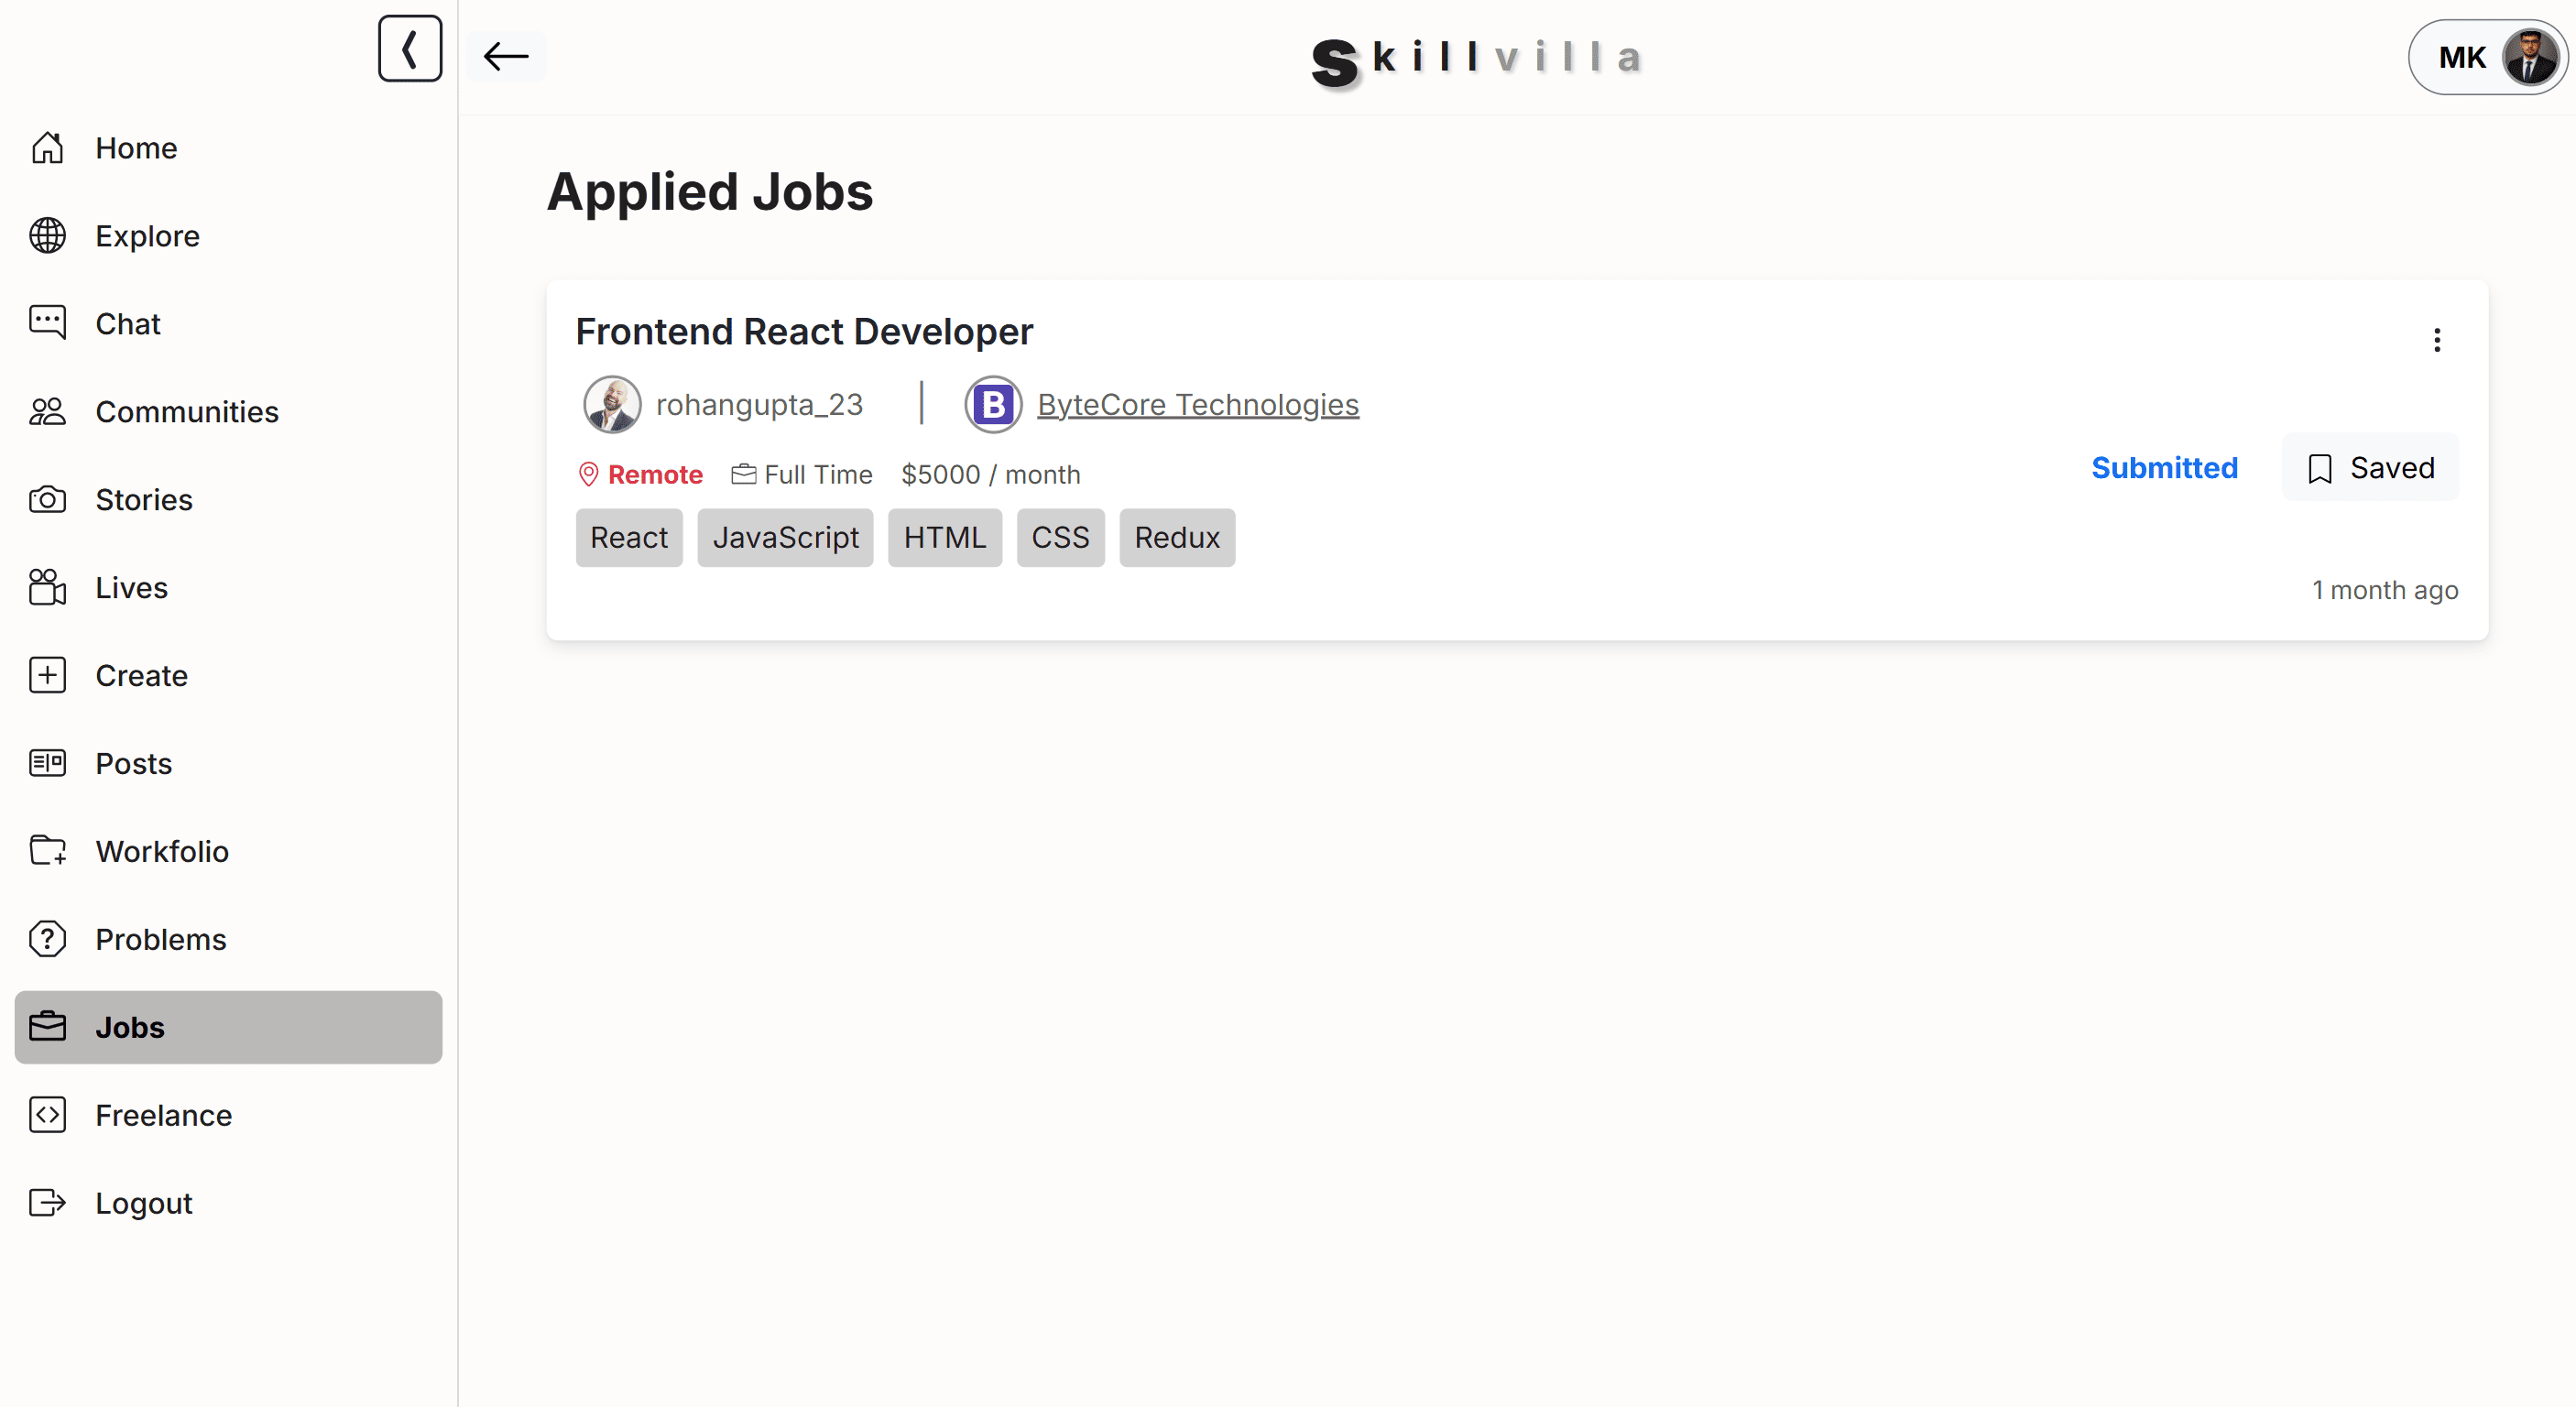 Skillvilla
MK
Home
Explore
Chat
Communities
Stories
Lives
Create
Posts
Workfolio
Problems
Jobs
Freelance
Logout
Applied Jobs
Frontend React Developer
rohangupta_23 | B ByteCore Technologies
Remote Full Time $5000 / month
Submitted Saved
React JavaScript HTML CSS Redux
1 month ago